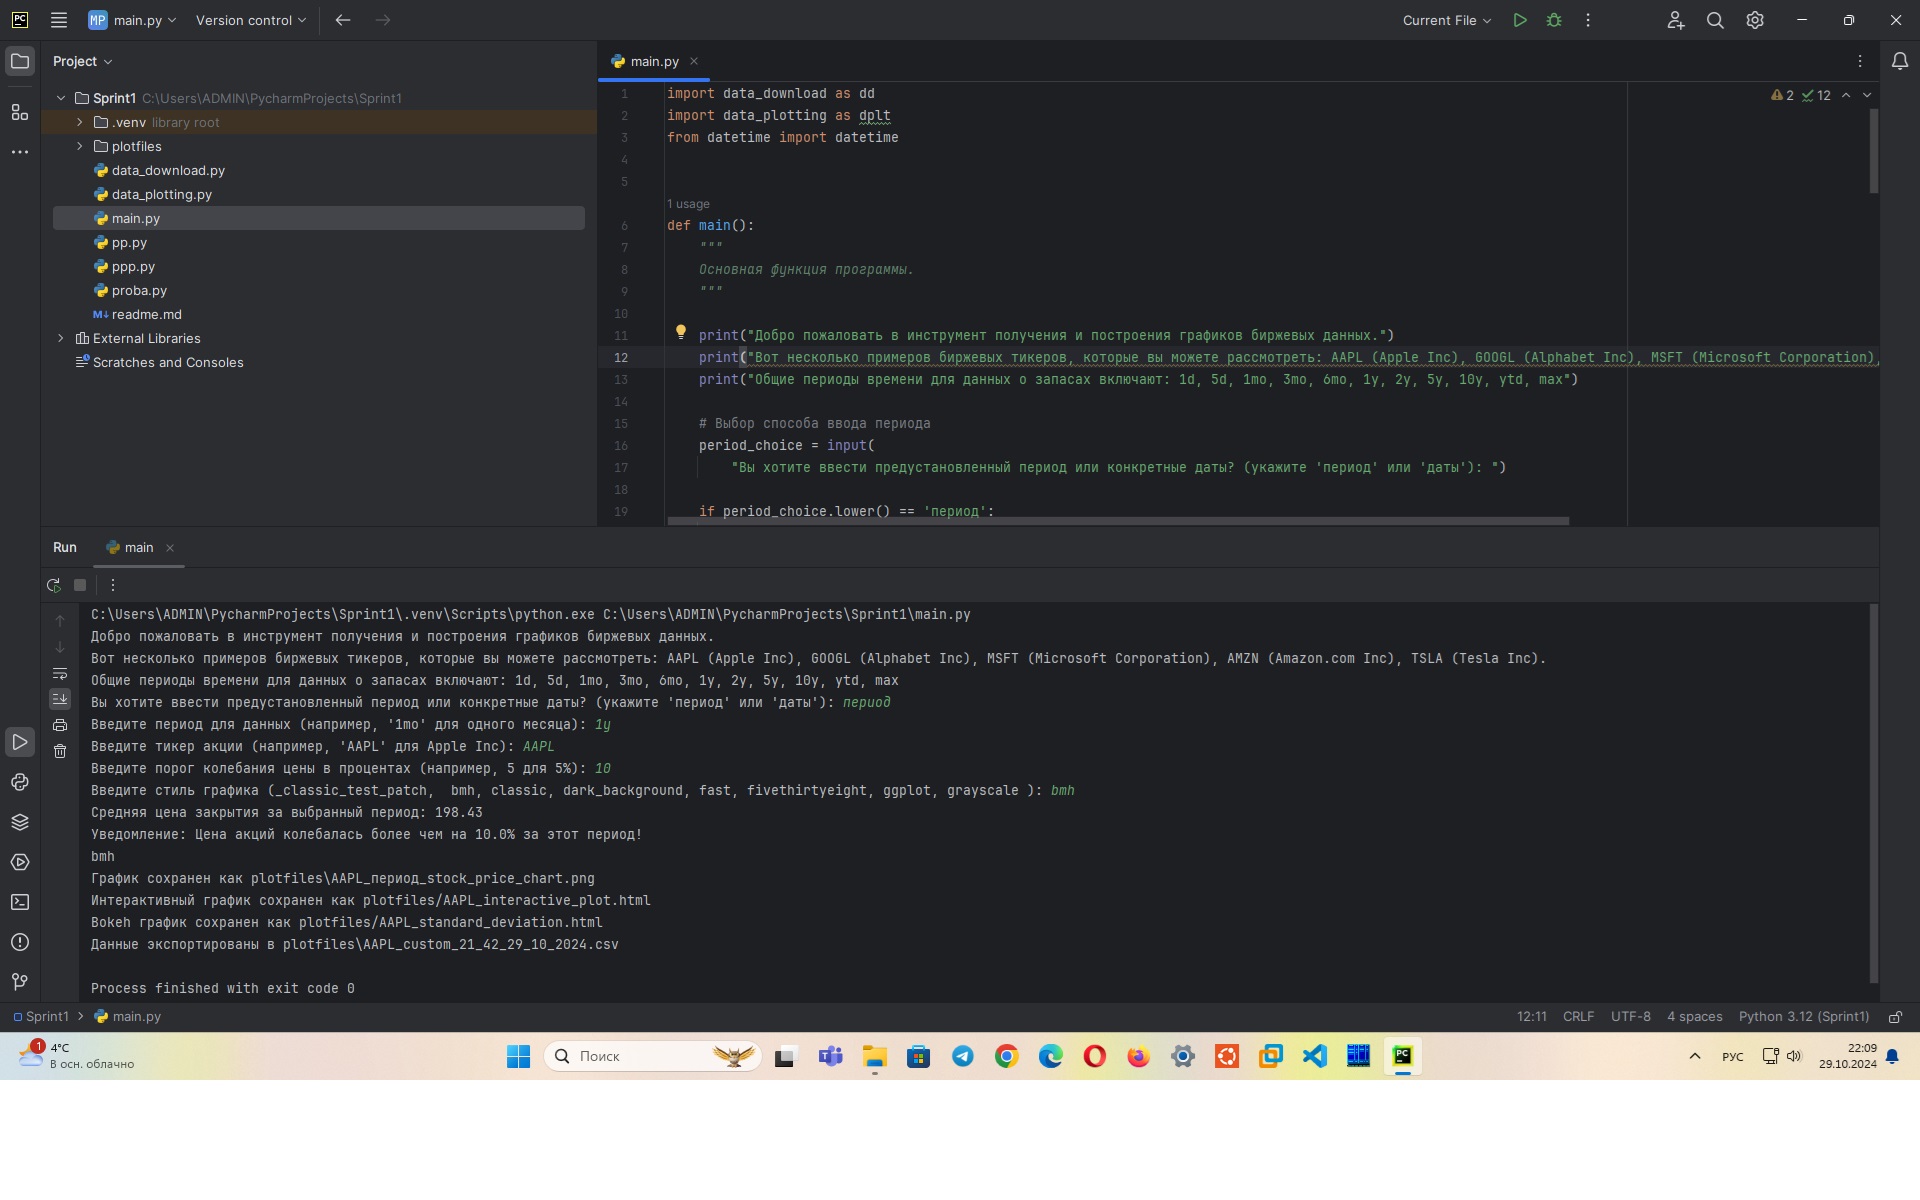 PC MP main.py Version control Current File
Project
main.py
Sprint1 C:\Users\ADMIN\PycharmProjects\Sprint1
.venv library root
plotfiles
data_download.py
data_plotting.py
main.py
pp.py
ppp.py
proba.py
M↓ readme.md
External Libraries
Scratches and Consoles
2 12
1 import data_download as dd
2 import data_plotting as dplt
3 from datetime import datetime
4
5
1 usage
6 def main():
7 """
8 Основная функция программы.
9 """
10
11 print("Добро пожаловать в инструмент получения и построения графиков биржевых данных.")
12 print("Вот несколько примеров биржевых тикеров, которые вы можете рассмотреть: AAPL (Apple Inc), GOOGL (Alphabet Inc), MSFT (Microsoft Corporation),
13 print("Общие периоды времени для данных о запасах включают: 1d, 5d, 1mo, 3mo, 6mo, 1y, 2y, 5y, 10y, ytd, max")
14
15 # Выбор способа ввода периода
16 period_choice = input(
17 "Вы хотите ввести предустановленный период или конкретные даты? (укажите 'период' или 'даты'): ")
18
19 if period_choice.lower() == 'период':
Run main
C:\Users\ADMIN\PycharmProjects\Sprint1\.venv\Scripts\python.exe C:\Users\ADMIN\PycharmProjects\Sprint1\main.py
Добро пожаловать в инструмент получения и построения графиков биржевых данных.
Вот несколько примеров биржевых тикеров, которые вы можете рассмотреть: AAPL (Apple Inc), GOOGL (Alphabet Inc), MSFT (Microsoft Corporation), AMZN (Amazon.com Inc), TSLA (Tesla Inc).
Общие периоды времени для данных о запасах включают: 1d, 5d, 1mo, 3mo, 6mo, 1y, 2y, 5y, 10y, ytd, max
Вы хотите ввести предустановленный период или конкретные даты? (укажите 'период' или 'даты'): период
Введите период для данных (например, '1mo' для одного месяца): 1y
Введите тикер акции (например, 'AAPL' для Apple Inc): AAPL
Введите порог колебания цены в процентах (например, 5 для 5%): 10
Введите стиль графика (_classic_test_patch,  bmh, classic, dark_background, fast, fivethirtyeight, ggplot, grayscale ): bmh
Средняя цена закрытия за выбранный период: 198.43
Уведомление: Цена акций колебалась более чем на 10.0% за этот период!
bmh
График сохранен как plotfiles\AAPL_период_stock_price_chart.png
Интерактивный график сохранен как plotfiles/AAPL_interactive_plot.html
Bokeh график сохранен как plotfiles/AAPL_standard_deviation.html
Данные экспортированы в plotfiles\AAPL_custom_21_42_29_10_2024.csv
Process finished with exit code 0
Sprint1 main.py 12:11 CRLF UTF-8 4 spaces Python 3.12 (Sprint1)
1 4°C
В осн. облачно
Поиск
PC
РУС
22:09
29.10.2024